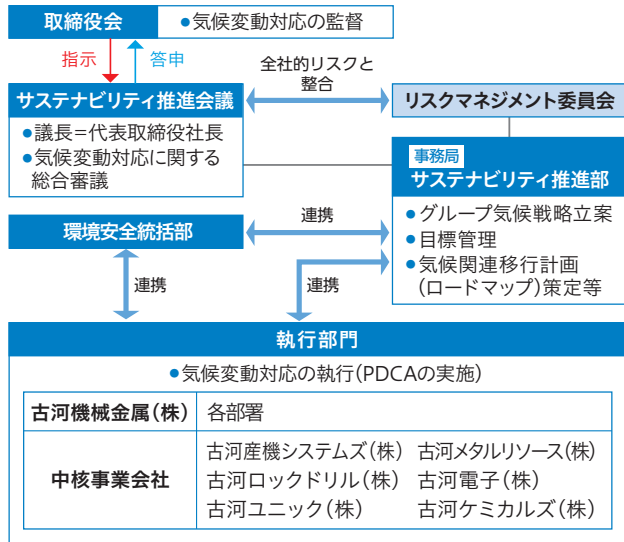 取締役会
●気候変動対応の監督
指示
答申
全社的リスクと
整合
サステナビリティ推進会議
●議長=代表取締役社長
●気候変動対応に関する
総合審議
リスクマネジメント委員会
事務局
サステナビリティ推進部
●グループ気候戦略立案
●目標管理
●気候関連移行計画
(ロードマップ)策定等
環境安全統括部
連携
連携
連携
執行部門
●気候変動対応の執行(PDCAの実施)
古河機械金属(株)
各部署
中核事業会社
古河産機システムズ(株) 古河メタルリソース(株)
古河ロックドリル(株) 古河電子(株)
古河ユニック(株) 古河ケミカルズ(株)